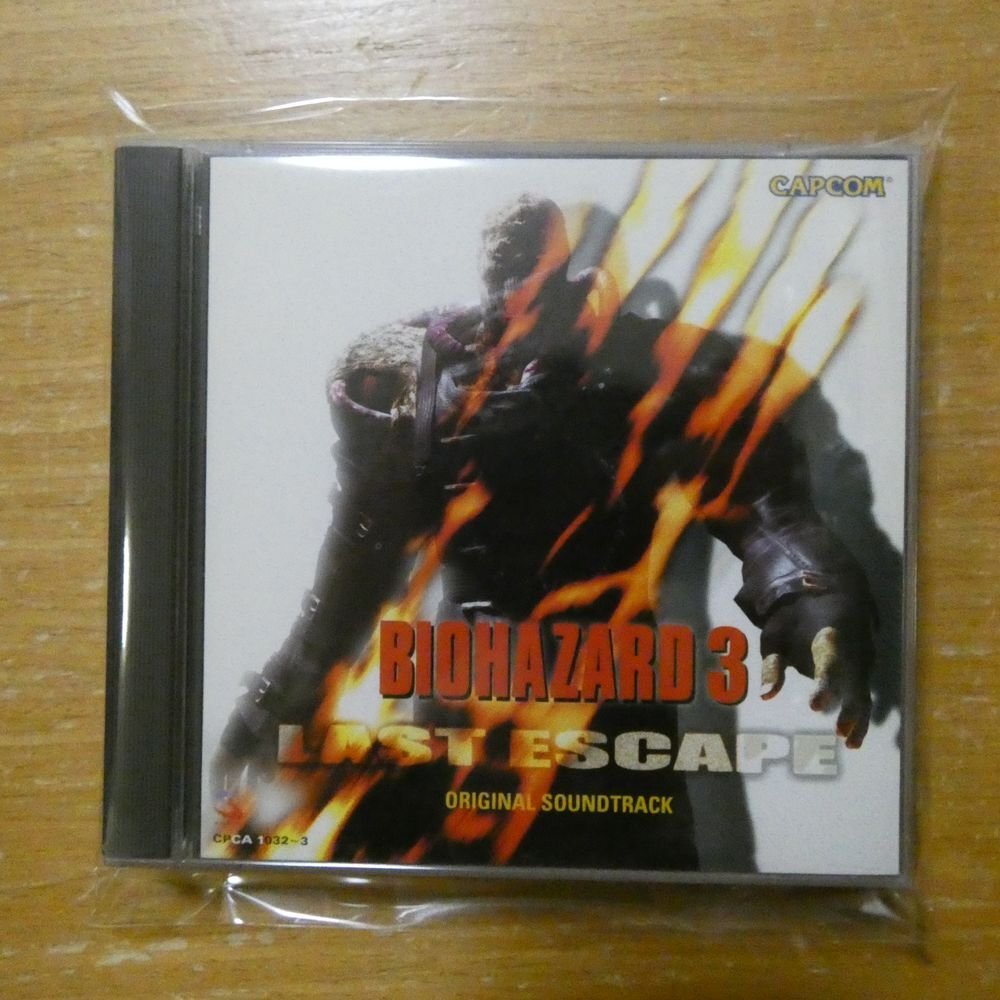 CAPCOM®
BIOHAZARD 3
LAST ESCAPE
ORIGINAL SOUNDTRACK
CPCA 1032~3